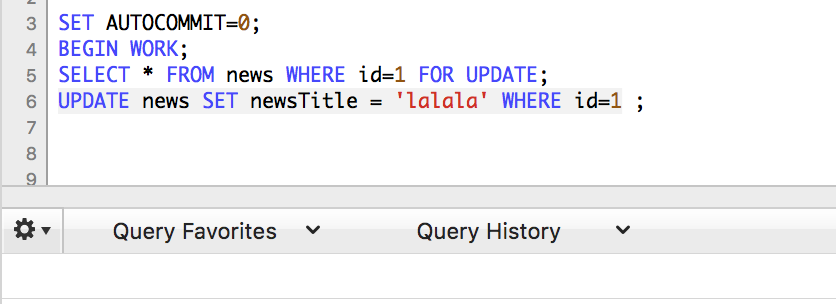 3 SET AUTOCOMMIT=0;
4 BEGIN WORK;
5 SELECT * FROM news WHERE id=1 FOR UPDATE;
6 UPDATE news SET newsTitle = 'lalala' WHERE id=1 ;
7
8
9
Query Favorites Query History